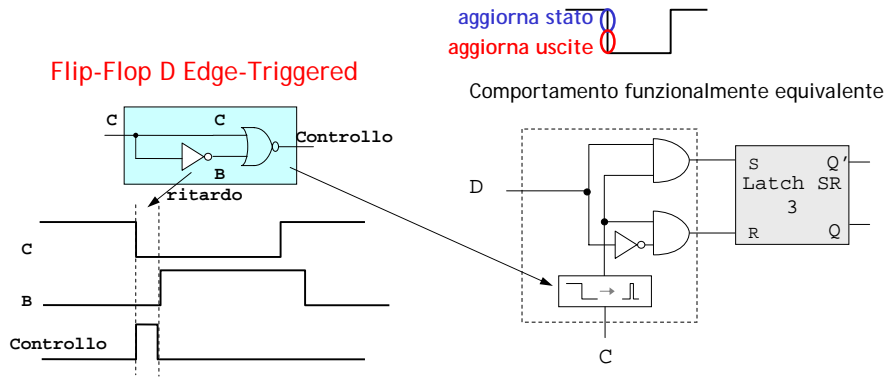 aggiorna stato
aggiorna uscite
Flip-Flop D Edge-Triggered
Comportamento funzionalmente equivalente
C
C
Controllo
B
ritardo
C
B
Controllo
D
S Q'
Latch SR
3
R Q
C